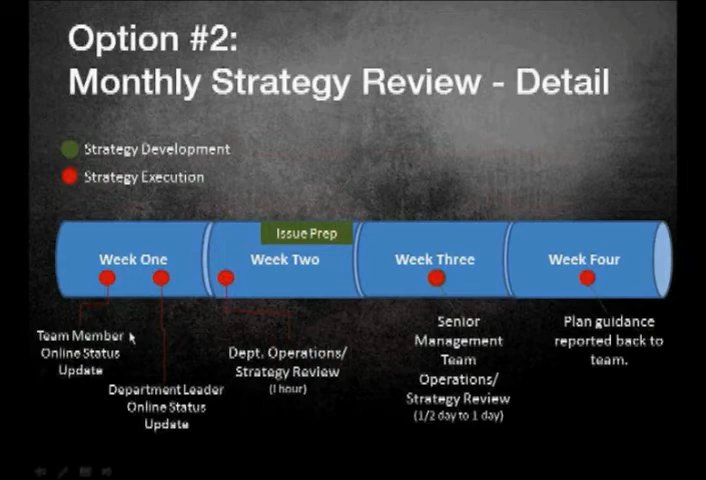 Option #2:
Monthly Strategy Review - Detail
Strategy Development
Strategy Execution
Issue Prep
Week One
Week Two
Week Three
Week Four
Team Member
Online Status
Update
Department Leader
Online Status
Update
Dept. Operations/
Strategy Review
(I hour)
Senior
Management
Team
Operations/
Strategy Review
(1/2 day to 1 day)
Plan guidance
reported back to
team.